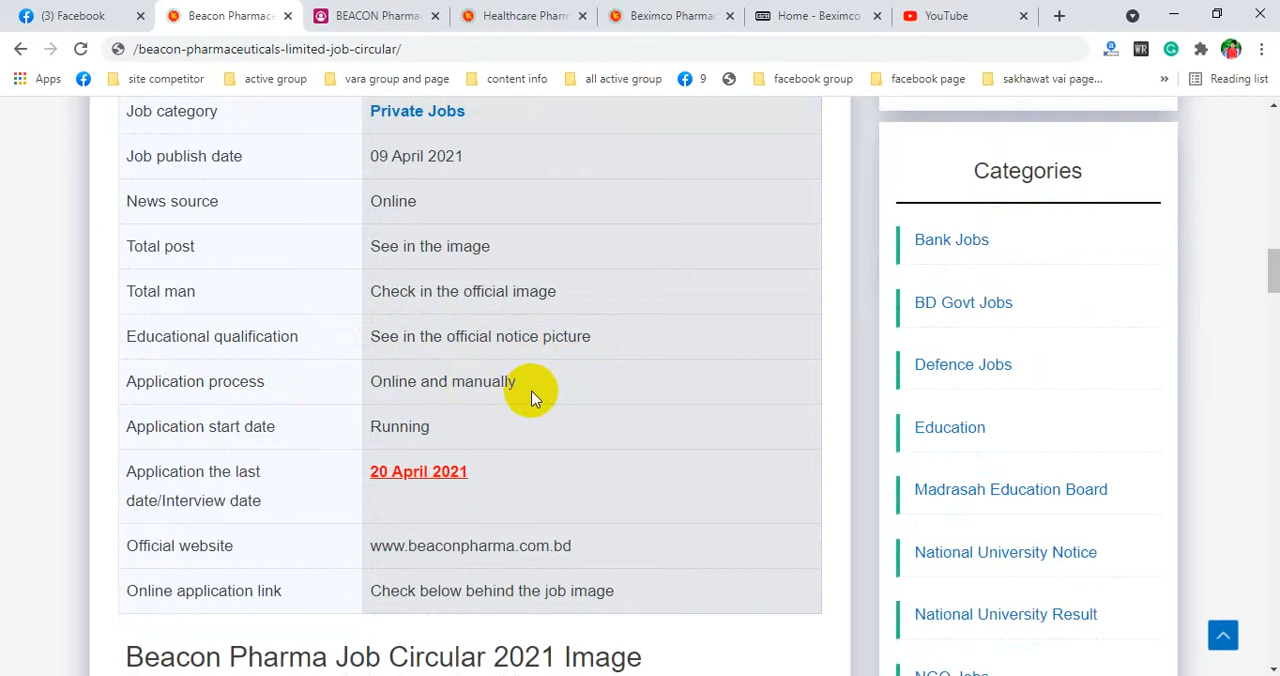 (3) Facebook
Beacon Pharmace
BEACON Pharma
Healthcare Pharm
Beximco Pharma
Home - Beximco
YouTube
/beacon-pharmaceuticals-limited-job-circular/
Apps
site competitor
active group
vara group and page
content info
all active group
9
facebook group
facebook page
sakhawat vai page...
»
Reading list
Job category
Private Jobs
Job publish date
09 April 2021
News source
Online
Total post
See in the image
Total man
Check in the official image
Educational qualification
See in the official notice picture
Application process
Online and manually
Application start date
Running
Application the last
date/Interview date
20 April 2021
Official website
www.beaconpharma.com.bd
Online application link
Check below behind the job image
Beacon Pharma Job Circular 2021 Image
Categories
Bank Jobs
BD Govt Jobs
Defence Jobs
Education
Madrasah Education Board
National University Notice
National University Result
NGO Jobs